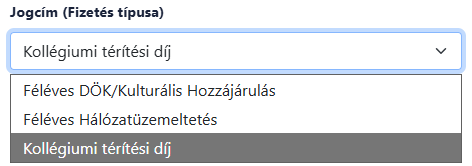 Jogcím (Fizetés típusa)
Kollégiumi térítési díj
Féléves DÖK/Kulturális Hozzájárulás
Féléves Hálózatüzemeltetés
Kollégiumi térítési díj